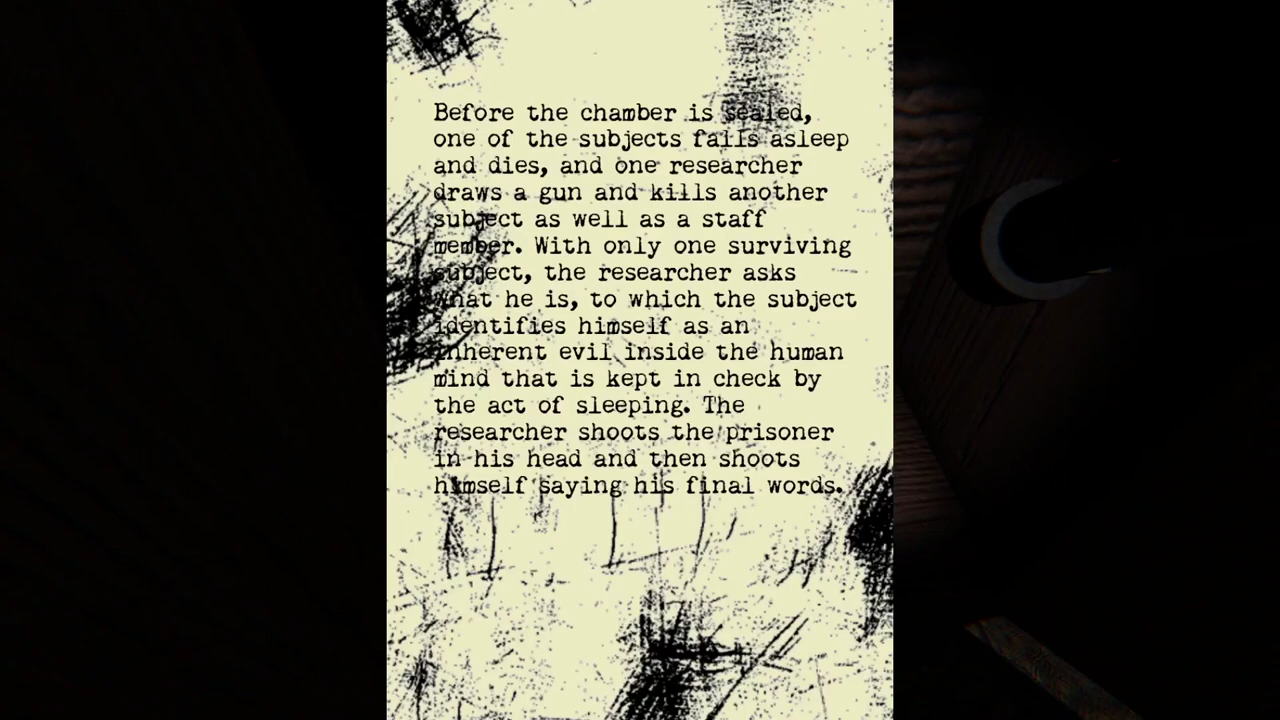 Before the chamber is sealed,
one of the subjects falls asleep
and dies, and one researcher
draws a gun and kills another
subject as well as a staff
member. With only one surviving
subject, the researcher asks
what he is, to which the subject
identifies himself as an
inherent evil inside the human
mind that is kept in check by
the act of sleeping. The
researcher shoots the prisoner
in his head and then shoots
himself saying his final words.